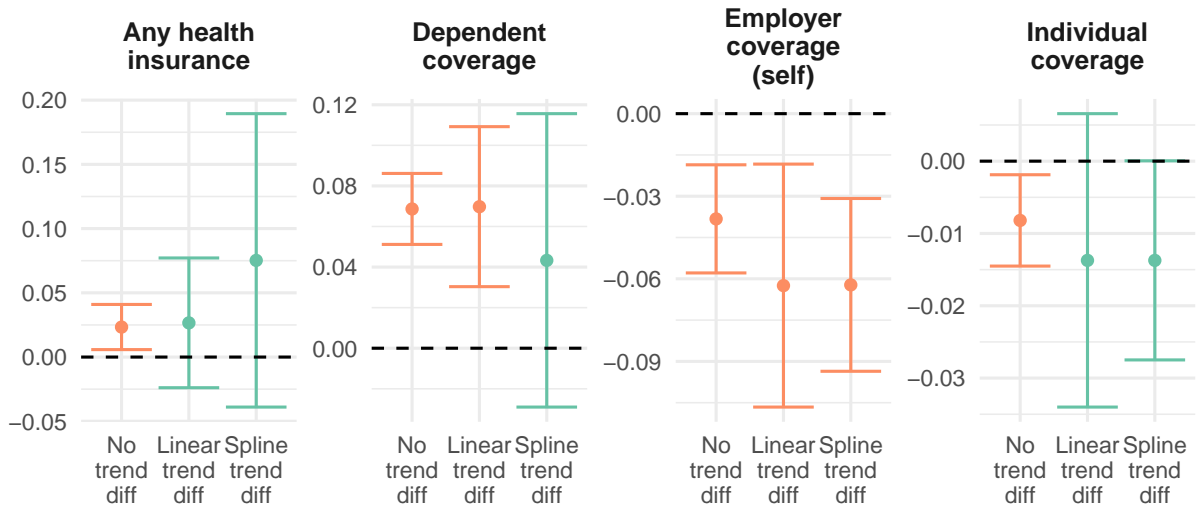 Any health
insurance
Dependent
coverage
Employer
coverage
(self)
Individual
coverage
0.20
0.15
0.10
0.05
0.00
−0.05
0.12
0.08
0.04
0.00
0.00
−0.03
−0.06
−0.09
0.00
−0.01
−0.02
−0.03
No Linear Spline
trend trend trend
diff diff diff
No Linear Spline
trend trend trend
diff diff diff
No Linear Spline
trend trend trend
diff diff diff
No Linear Spline
trend trend trend
diff diff diff